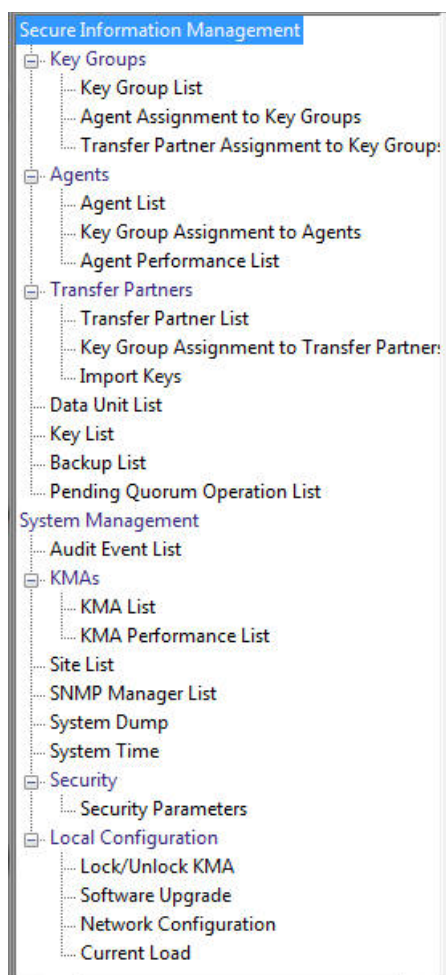 Secure Information Management
Key Groups
Key Group List
Agent Assignment to Key Groups
Transfer Partner Assignment to Key Groups
Agents
Agent List
Key Group Assignment to Agents
Agent Performance List
Transfer Partners
Transfer Partner List
Key Group Assignment to Transfer Partners
Import Keys
Data Unit List
Key List
Backup List
Pending Quorum Operation List
System Management
Audit Event List
KMAs
KMA List
KMA Performance List
Site List
SNMP Manager List
System Dump
System Time
Security
Security Parameters
Local Configuration
Lock/Unlock KMA
Software Upgrade
Network Configuration
Current Load